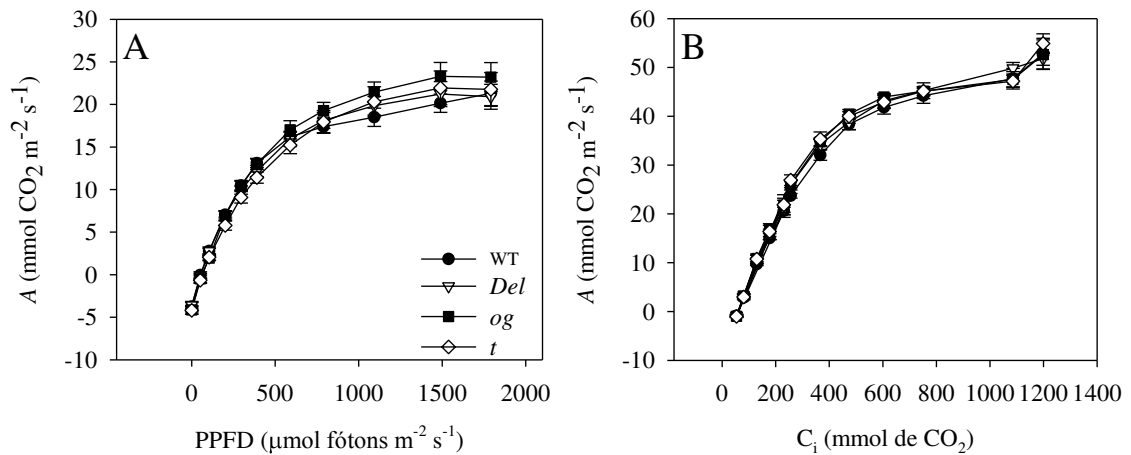 A
A (mmol CO2 m-2 s-1)
30
25
20
15
10
5
0
-5
-10
WT
Del
og
t
0 500 1000 1500 2000
PPFD (μmol fótons m-2 s-1)
B
A (mmol CO2 m-2 s-1)
60
50
40
30
20
10
0
-10
0 200 400 600 800 1000 1200 1400
Ci (mmol de CO2)